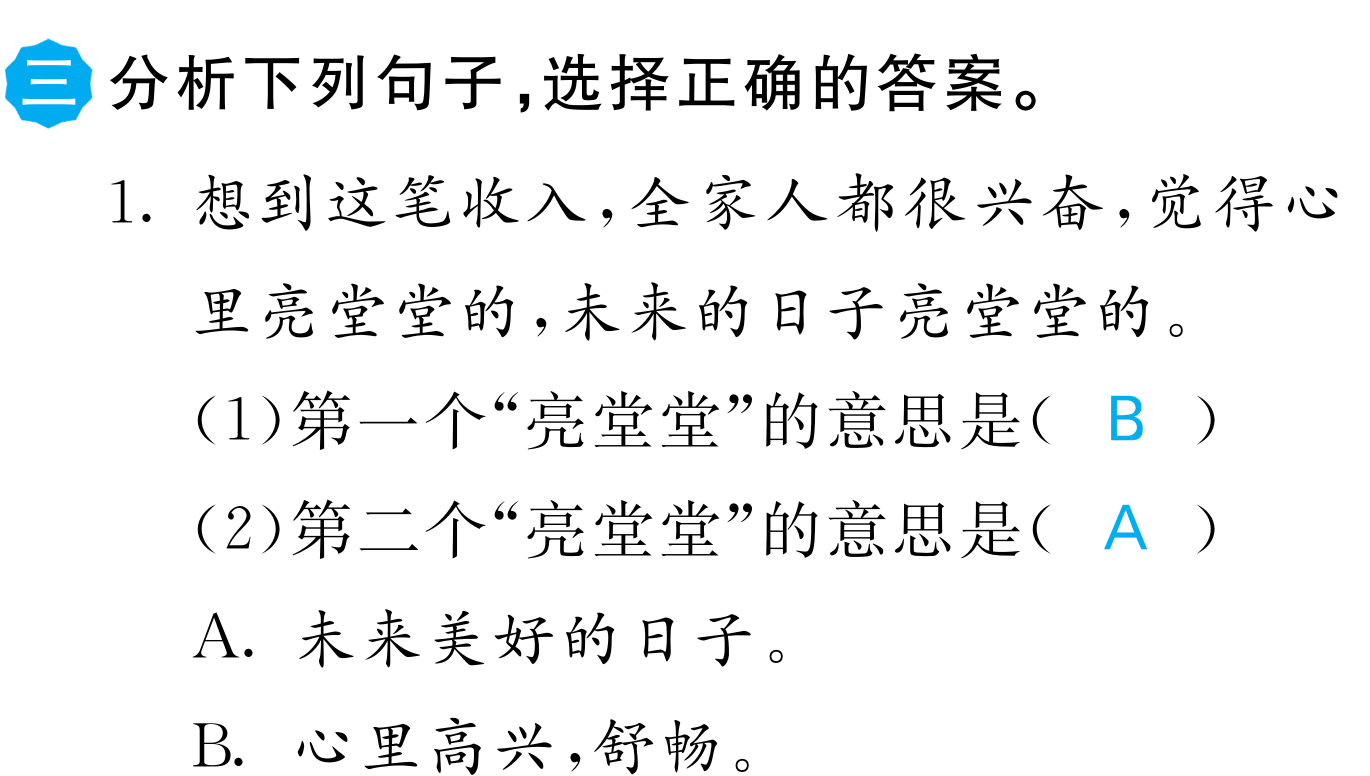 三 分析下列句子,选择正确的答案。
1. 想到这笔收入,全家人都很兴奋,觉得心
里亮堂堂的,未来的日子亮堂堂的。
(1)第一个“亮堂堂”的意思是( B )
(2)第二个“亮堂堂”的意思是( A )
A. 未来美好的日子。
B. 心里高兴,舒畅。